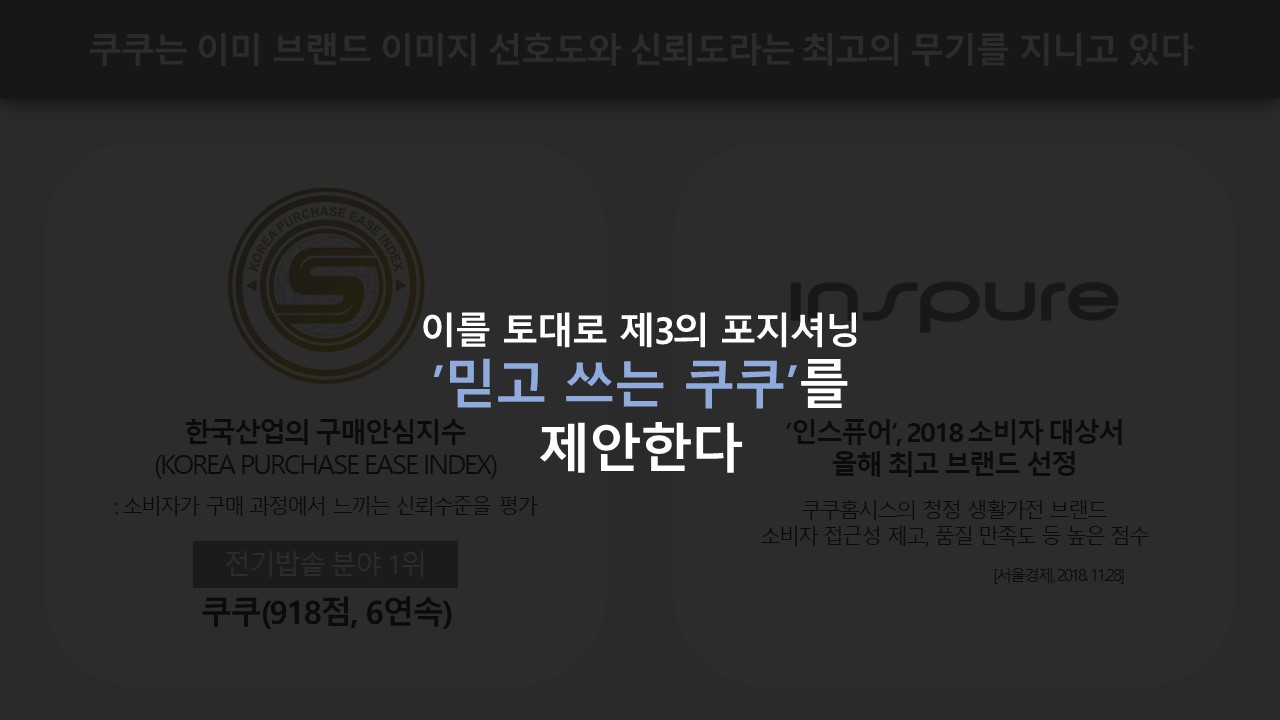 쿠쿠는 이미 브랜드 이미지 선호도와 신뢰도라는 최고의 무기를 지니고 있다
KOREA PURCHASE EASE INDEX
S
inspure
이를 토대로 제3의 포지셔닝
’믿고 쓰는 쿠쿠’를
제안한다
한국산업의 구매안심지수
(KOREA PURCHASE EASE INDEX)
: 소비자가 구매 과정에서 느끼는 신뢰수준을 평가
전기밥솥 분야 1위
쿠쿠(918점, 6연속)
’인스퓨어’, 2018 소비자 대상서
올해 최고 브랜드 선정
쿠쿠홈시스의 청정 생활가전 브랜드
소비자 접근성 제고, 품질 만족도 등 높은 점수
[서울경제, 2018. 11.28]